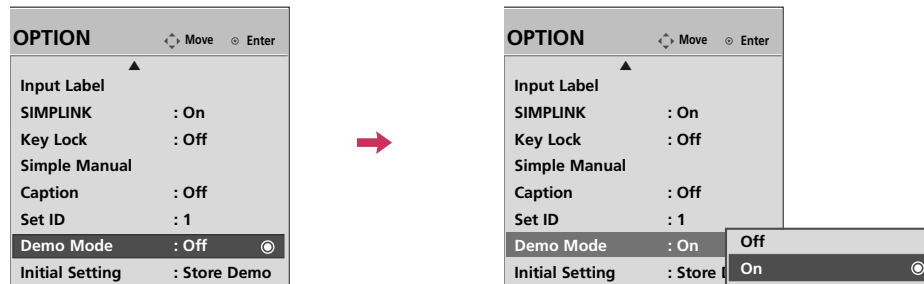 OPTION Move Enter
Input Label
SIMPLINK : On
Key Lock : Off
Simple Manual
Caption : Off
Set ID : 1
Demo Mode : Off
Initial Setting : Store Demo
OPTION Move Enter
Input Label
SIMPLINK : On
Key Lock : Off
Simple Manual
Caption : Off
Set ID : 1
Demo Mode : On
Initial Setting : Store
Off
On